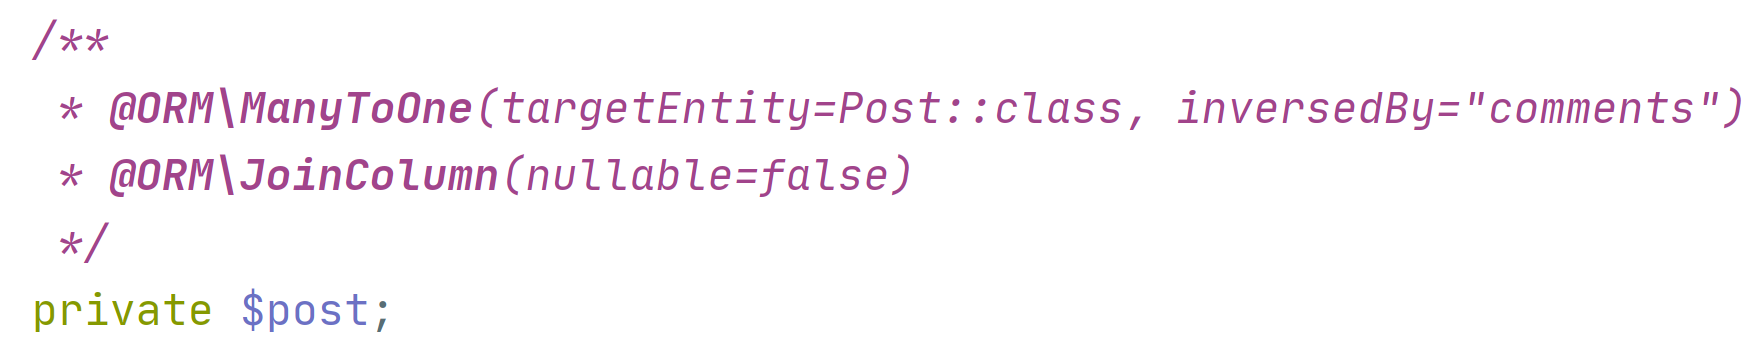 /**
 * @ORM\ManyToOne(targetEntity=Post::class, inversedBy="comments")
 * @ORM\JoinColumn(nullable=false)
 */
private $post;